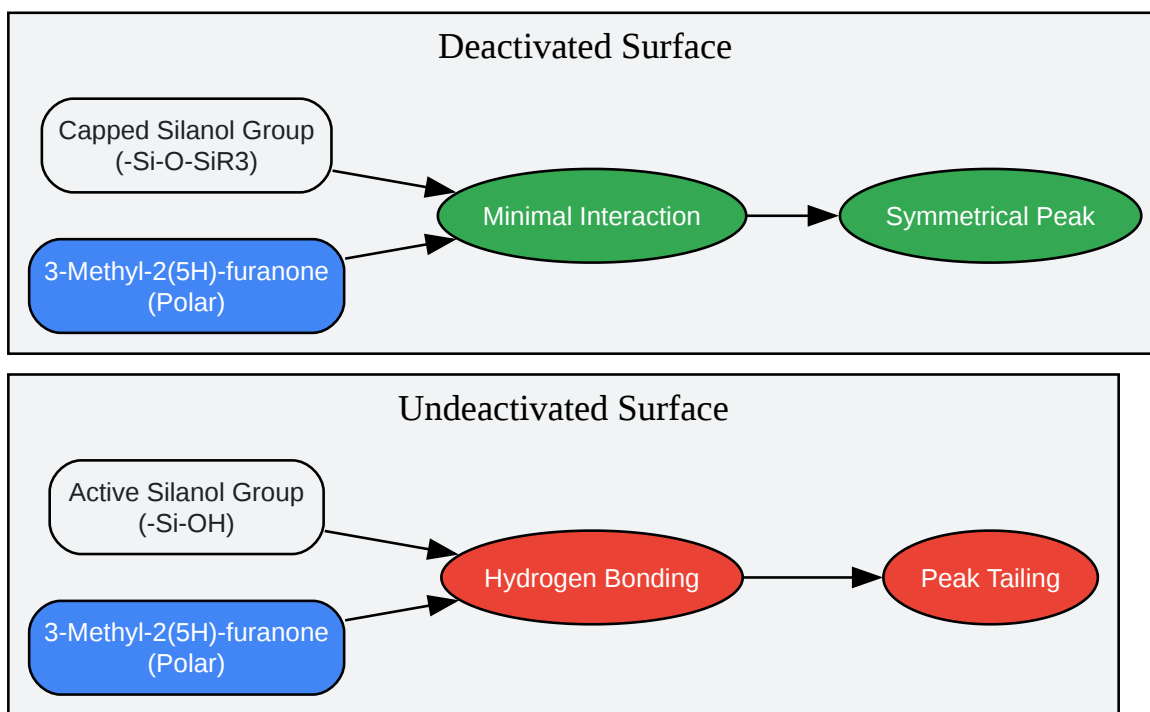 Deactivated Surface
Capped Silanol Group
(-Si-O-SiR3)
Minimal Interaction
Symmetrical Peak
3-Methyl-2(5H)-furanone
(Polar)
Undeactivated Surface
Active Silanol Group
(-Si-OH)
Hydrogen Bonding
Peak Tailing
3-Methyl-2(5H)-furanone
(Polar)